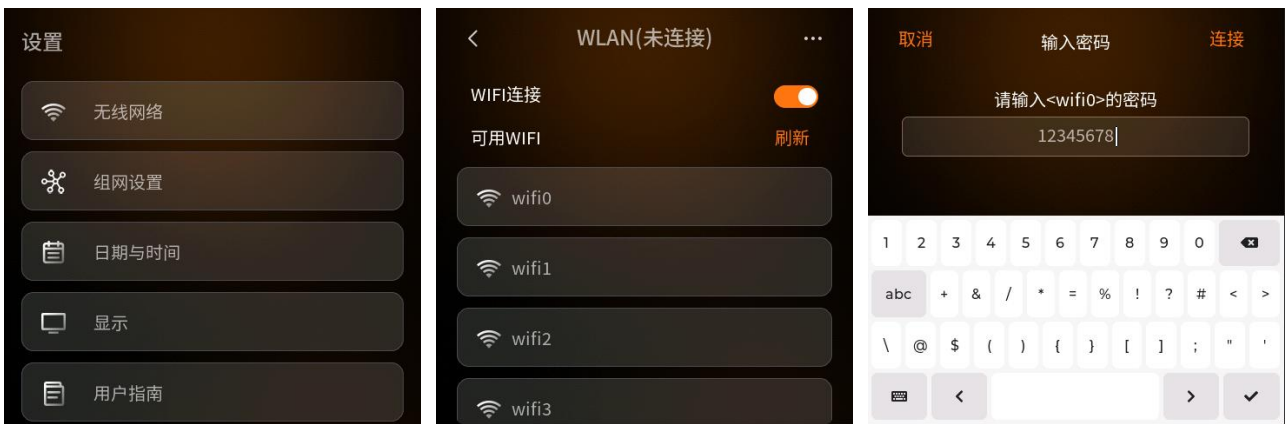 设置
无线网络
组网设置
日期与时间
显示
用户指南
WLAN(未连接)
WIFI连接
可用WIFI 刷新
wifi0
wifi1
wifi2
wifi3
取消 输入密码 连接
请输入<wifi0>的密码
12345678
1 2 3 4 5 6 7 8 9 0
abc + & / * = % ! ? # < >
\ @ $ ( ) { } [ ] ; " '